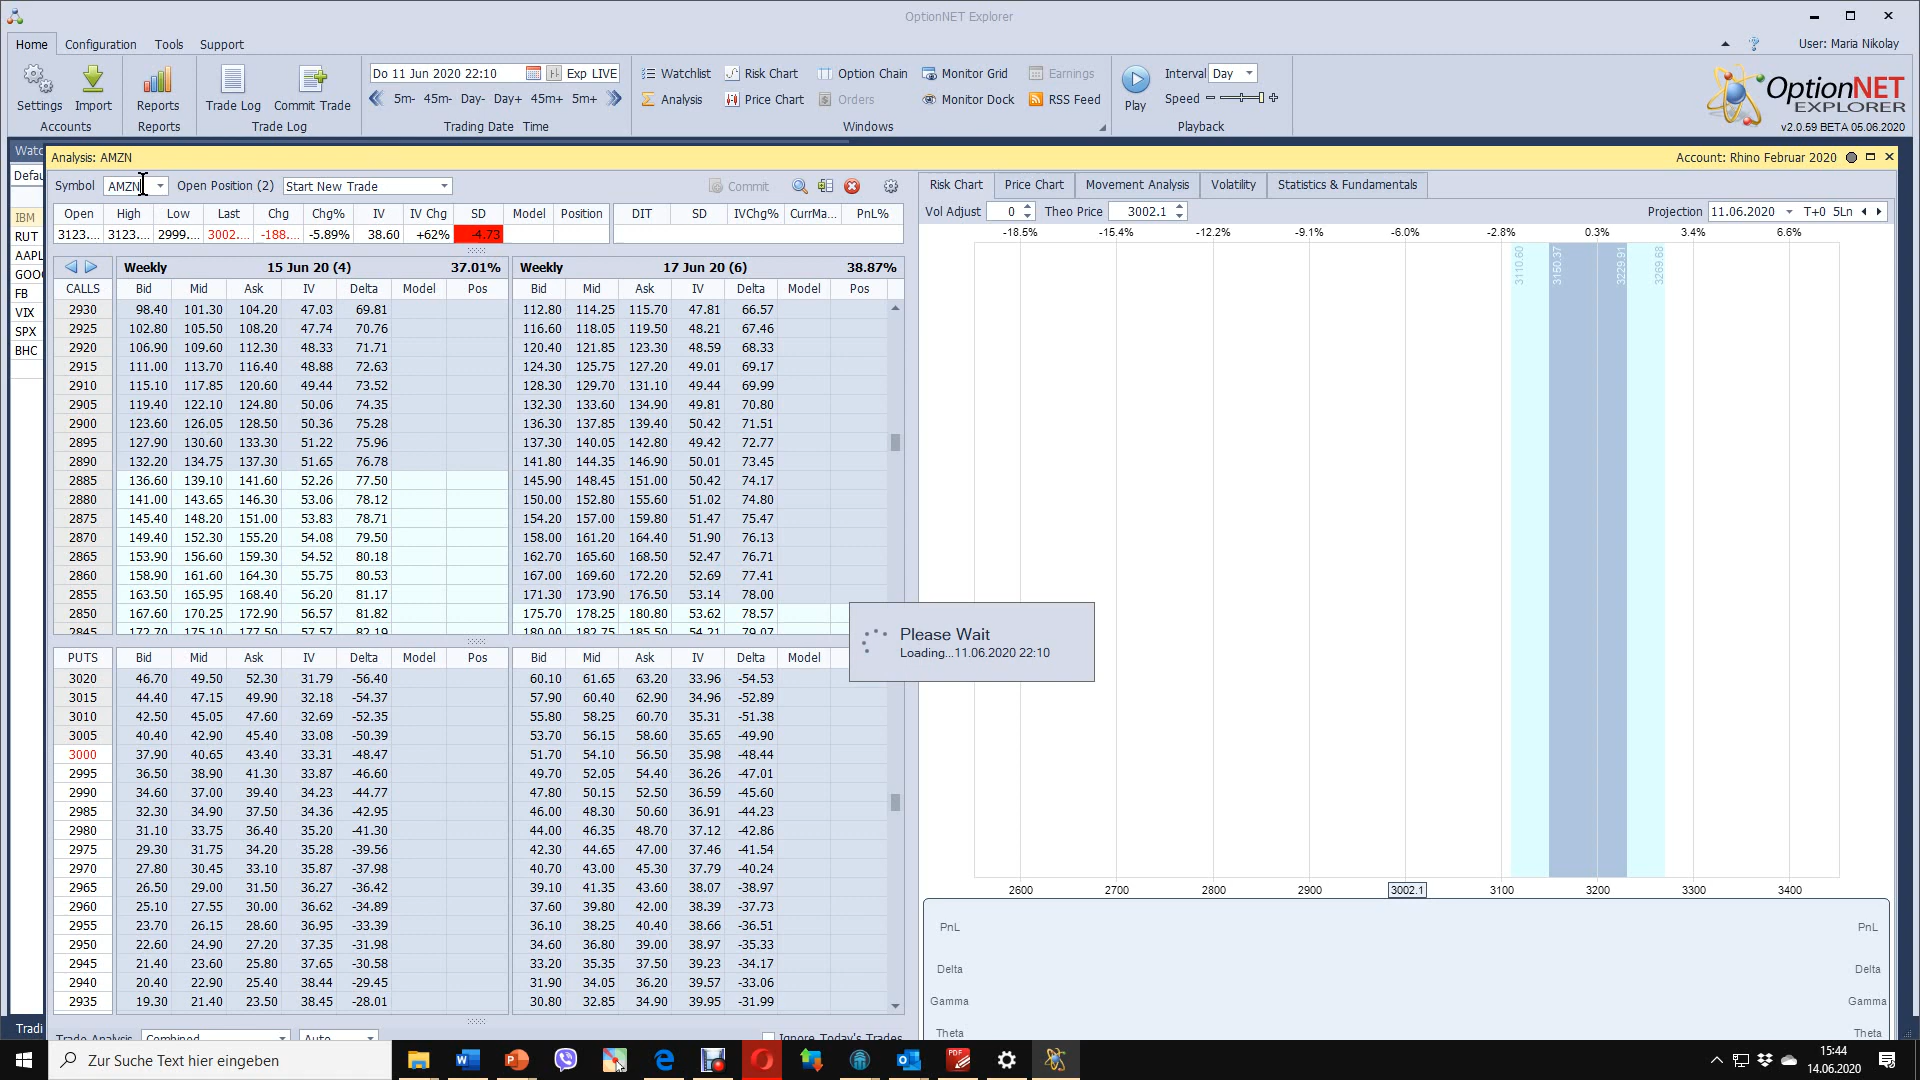 OptionNET Explorer
Home Configuration Tools Support
User: Maria Nikolay
Settings Import Reports Trade Log Commit Trade
Accounts Reports Trade Log
Do 11 Jun 2020 22:10 Exp LIVE
5m- 45m- Day- Day+ 45m+ 5m+
Trading Date Time
Watchlist Risk Chart Option Chain Monitor Grid Earnings
Analysis Price Chart Orders Monitor Dock RSS Feed
Windows
Play Interval Day
Speed
Playback
OptionNET
EXPLORER
v2.0.59 BETA 05.06.2020
Watc
Defau
IBM
RUT
AAPL
GOO
FB
VIX
SPX
BHC
Tradi
Analysis: AMZN
Account: Rhino Februar 2020
Symbol AMZN Open Position (2) Start New Trade Commit
Open High Low Last Chg Chg% IV IV Chg SD Model Position DIT SD IVChg% CurrMa... PnL%
3123.... 3123.... 2999.... 3002.... -188.... -5.89% 38.60 +62% -4.73
Weekly 15 Jun 20 (4) 37.01% Weekly 17 Jun 20 (6) 38.87%
CALLS Bid Mid Ask IV Delta Model Pos Bid Mid Ask IV Delta Model Pos
2930 98.40 101.30 104.20 47.03 69.81 112.80 114.25 115.70 47.81 66.57
2925 102.80 105.50 108.20 47.74 70.76 116.60 118.05 119.50 48.21 67.46
2920 106.90 109.60 112.30 48.33 71.71 120.40 121.85 123.30 48.59 68.33
2915 111.00 113.70 116.40 48.88 72.63 124.30 125.75 127.20 49.01 69.17
2910 115.10 117.85 120.60 49.44 73.52 128.30 129.70 131.10 49.44 69.99
2905 119.40 122.10 124.80 50.06 74.35 132.30 133.60 134.90 49.81 70.80
2900 123.60 126.05 128.50 50.36 75.28 136.30 137.85 139.40 50.42 71.51
2895 127.90 130.60 133.30 51.22 75.96 137.30 140.05 142.80 49.42 72.77
2890 132.20 134.75 137.30 51.65 76.78 141.80 144.35 146.90 50.01 73.45
2885 136.60 139.10 141.60 52.26 77.50 145.90 148.45 151.00 50.42 74.17
2880 141.00 143.65 146.30 53.06 78.12 150.00 152.80 155.60 51.02 74.80
2875 145.40 148.20 151.00 53.83 78.71 154.20 157.00 159.80 51.47 75.47
2870 149.40 152.30 155.20 54.08 79.50 158.00 161.20 164.40 51.90 76.13
2865 153.90 156.60 159.30 54.52 80.18 162.70 165.60 168.50 52.47 76.71
2860 158.90 161.60 164.30 55.75 80.53 167.00 169.60 172.20 52.69 77.41
2855 163.50 165.95 168.40 56.20 81.17 171.30 173.90 176.50 53.14 78.00
2850 167.60 170.25 172.90 56.57 81.82 175.70 178.25 180.80 53.62 78.57
2845 172.70 175.10 177.50 57.57 82.19 180.00 182.75 185.50 54.21 79.07
PUTS Bid Mid Ask IV Delta Model Pos Bid Mid Ask IV Delta Model
3020 46.70 49.50 52.30 31.79 -56.40 60.10 61.65 63.20 33.96 -54.53
3015 44.40 47.15 49.90 32.18 -54.37 57.90 60.40 62.90 34.96 -52.89
3010 42.50 45.05 47.60 32.69 -52.35 55.80 58.25 60.70 35.31 -51.38
3005 40.40 42.90 45.40 33.08 -50.39 53.70 56.15 58.60 35.65 -49.90
3000 37.90 40.65 43.40 33.31 -48.47 51.70 54.10 56.50 35.98 -48.44
2995 36.50 38.90 41.30 33.87 -46.60 49.70 52.05 54.40 36.26 -47.01
2990 34.60 37.00 39.40 34.23 -44.77 47.80 50.15 52.50 36.59 -45.60
2985 32.30 34.90 37.50 34.36 -42.95 46.00 48.30 50.60 36.91 -44.23
2980 31.10 33.75 36.40 35.20 -41.30 44.00 46.35 48.70 37.12 -42.86
2975 29.30 31.75 34.20 35.28 -39.56 42.30 44.65 47.00 37.46 -41.54
2970 27.80 30.45 33.10 35.87 -37.98 40.70 43.00 45.30 37.79 -40.24
2965 26.50 29.00 31.50 36.27 -36.42 39.10 41.35 43.60 38.07 -38.97
2960 25.10 27.55 30.00 36.62 -34.89 37.60 39.80 42.00 38.39 -37.73
2955 23.70 26.15 28.60 36.95 -33.39 36.10 38.25 40.40 38.66 -36.51
2950 22.60 24.90 27.20 37.35 -31.98 34.60 36.80 39.00 38.97 -35.33
2945 21.40 23.60 25.80 37.65 -30.58 33.20 35.35 37.50 39.23 -34.17
2940 20.40 22.90 25.40 38.44 -29.45 31.90 34.05 36.20 39.57 -33.06
2935 19.30 21.40 23.50 38.45 -28.01 30.80 32.85 34.90 39.95 -31.99
Trade Analysis Combined Auto Ignore Today's Trades
Please Wait
Loading...11.06.2020 22:10
Risk Chart Price Chart Movement Analysis Volatility Statistics & Fundamentals
Vol Adjust 0 Theo Price 3002.1 Projection 11.06.2020 T+0 5Ln
-18.5% -15.4% -12.2% -9.1% -6.0% -2.8% 0.3% 3.4% 6.6%
3110.60 3150.37 3229.91 3269.68
2600 2700 2800 2900 3002.1 3100 3200 3300 3400
PnL PnL
Delta Delta
Gamma Gamma
Theta Theta
Zur Suche Text hier eingeben
15:44
14.06.2020